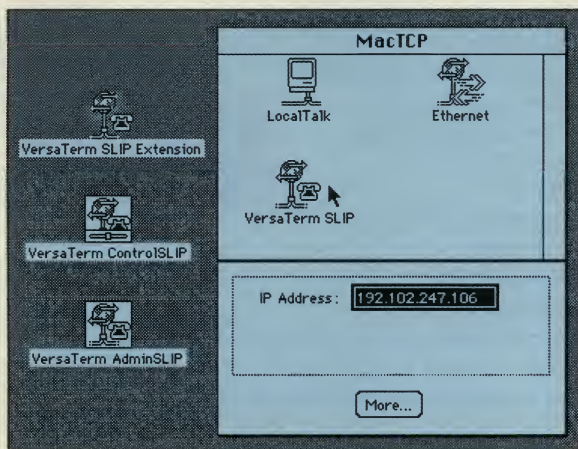 MacTCP
LocalTalk
Ethernet
VersaTerm SLIP Extension
VersaTerm SLIP
VersaTerm ControlSLIP
IP Address: 192.102.247.106
VersaTerm AdminSLIP
More...